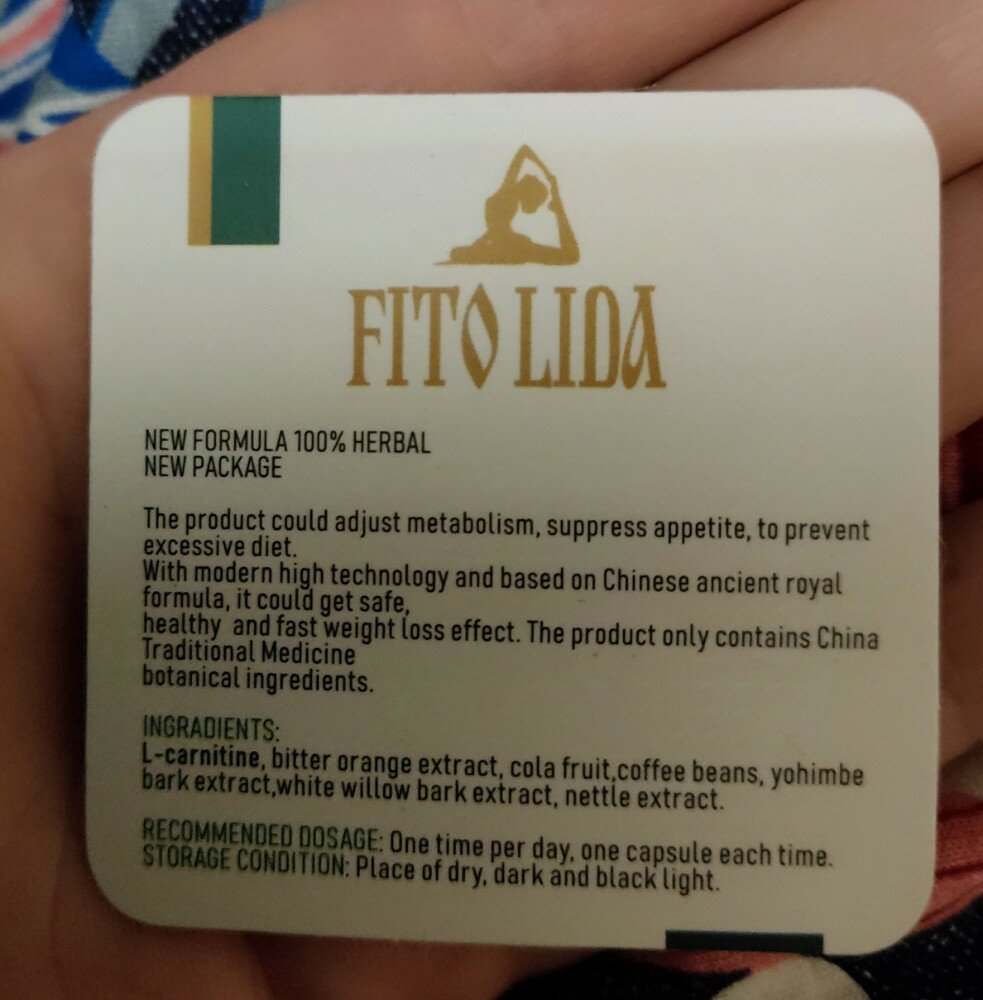 FITO LIDA
NEW FORMULA 100% HERBAL
NEW PACKAGE
The product could adjust metabolism, suppress appetite, to prevent
excessive diet.
With modern high technology and based on Chinese ancient royal
formula, it could get safe,
healthy  and fast weight loss effect. The product only contains China
Traditional Medicine
botanical ingredients.
INGRADIENTS:
L-carnitine, bitter orange extract, cola fruit,coffee beans, yohimbe
bark extract,white willow bark extract, nettle extract.
RECOMMENDED DOSAGE: One time per day, one capsule each time.
STORAGE CONDITION: Place of dry, dark and black light.